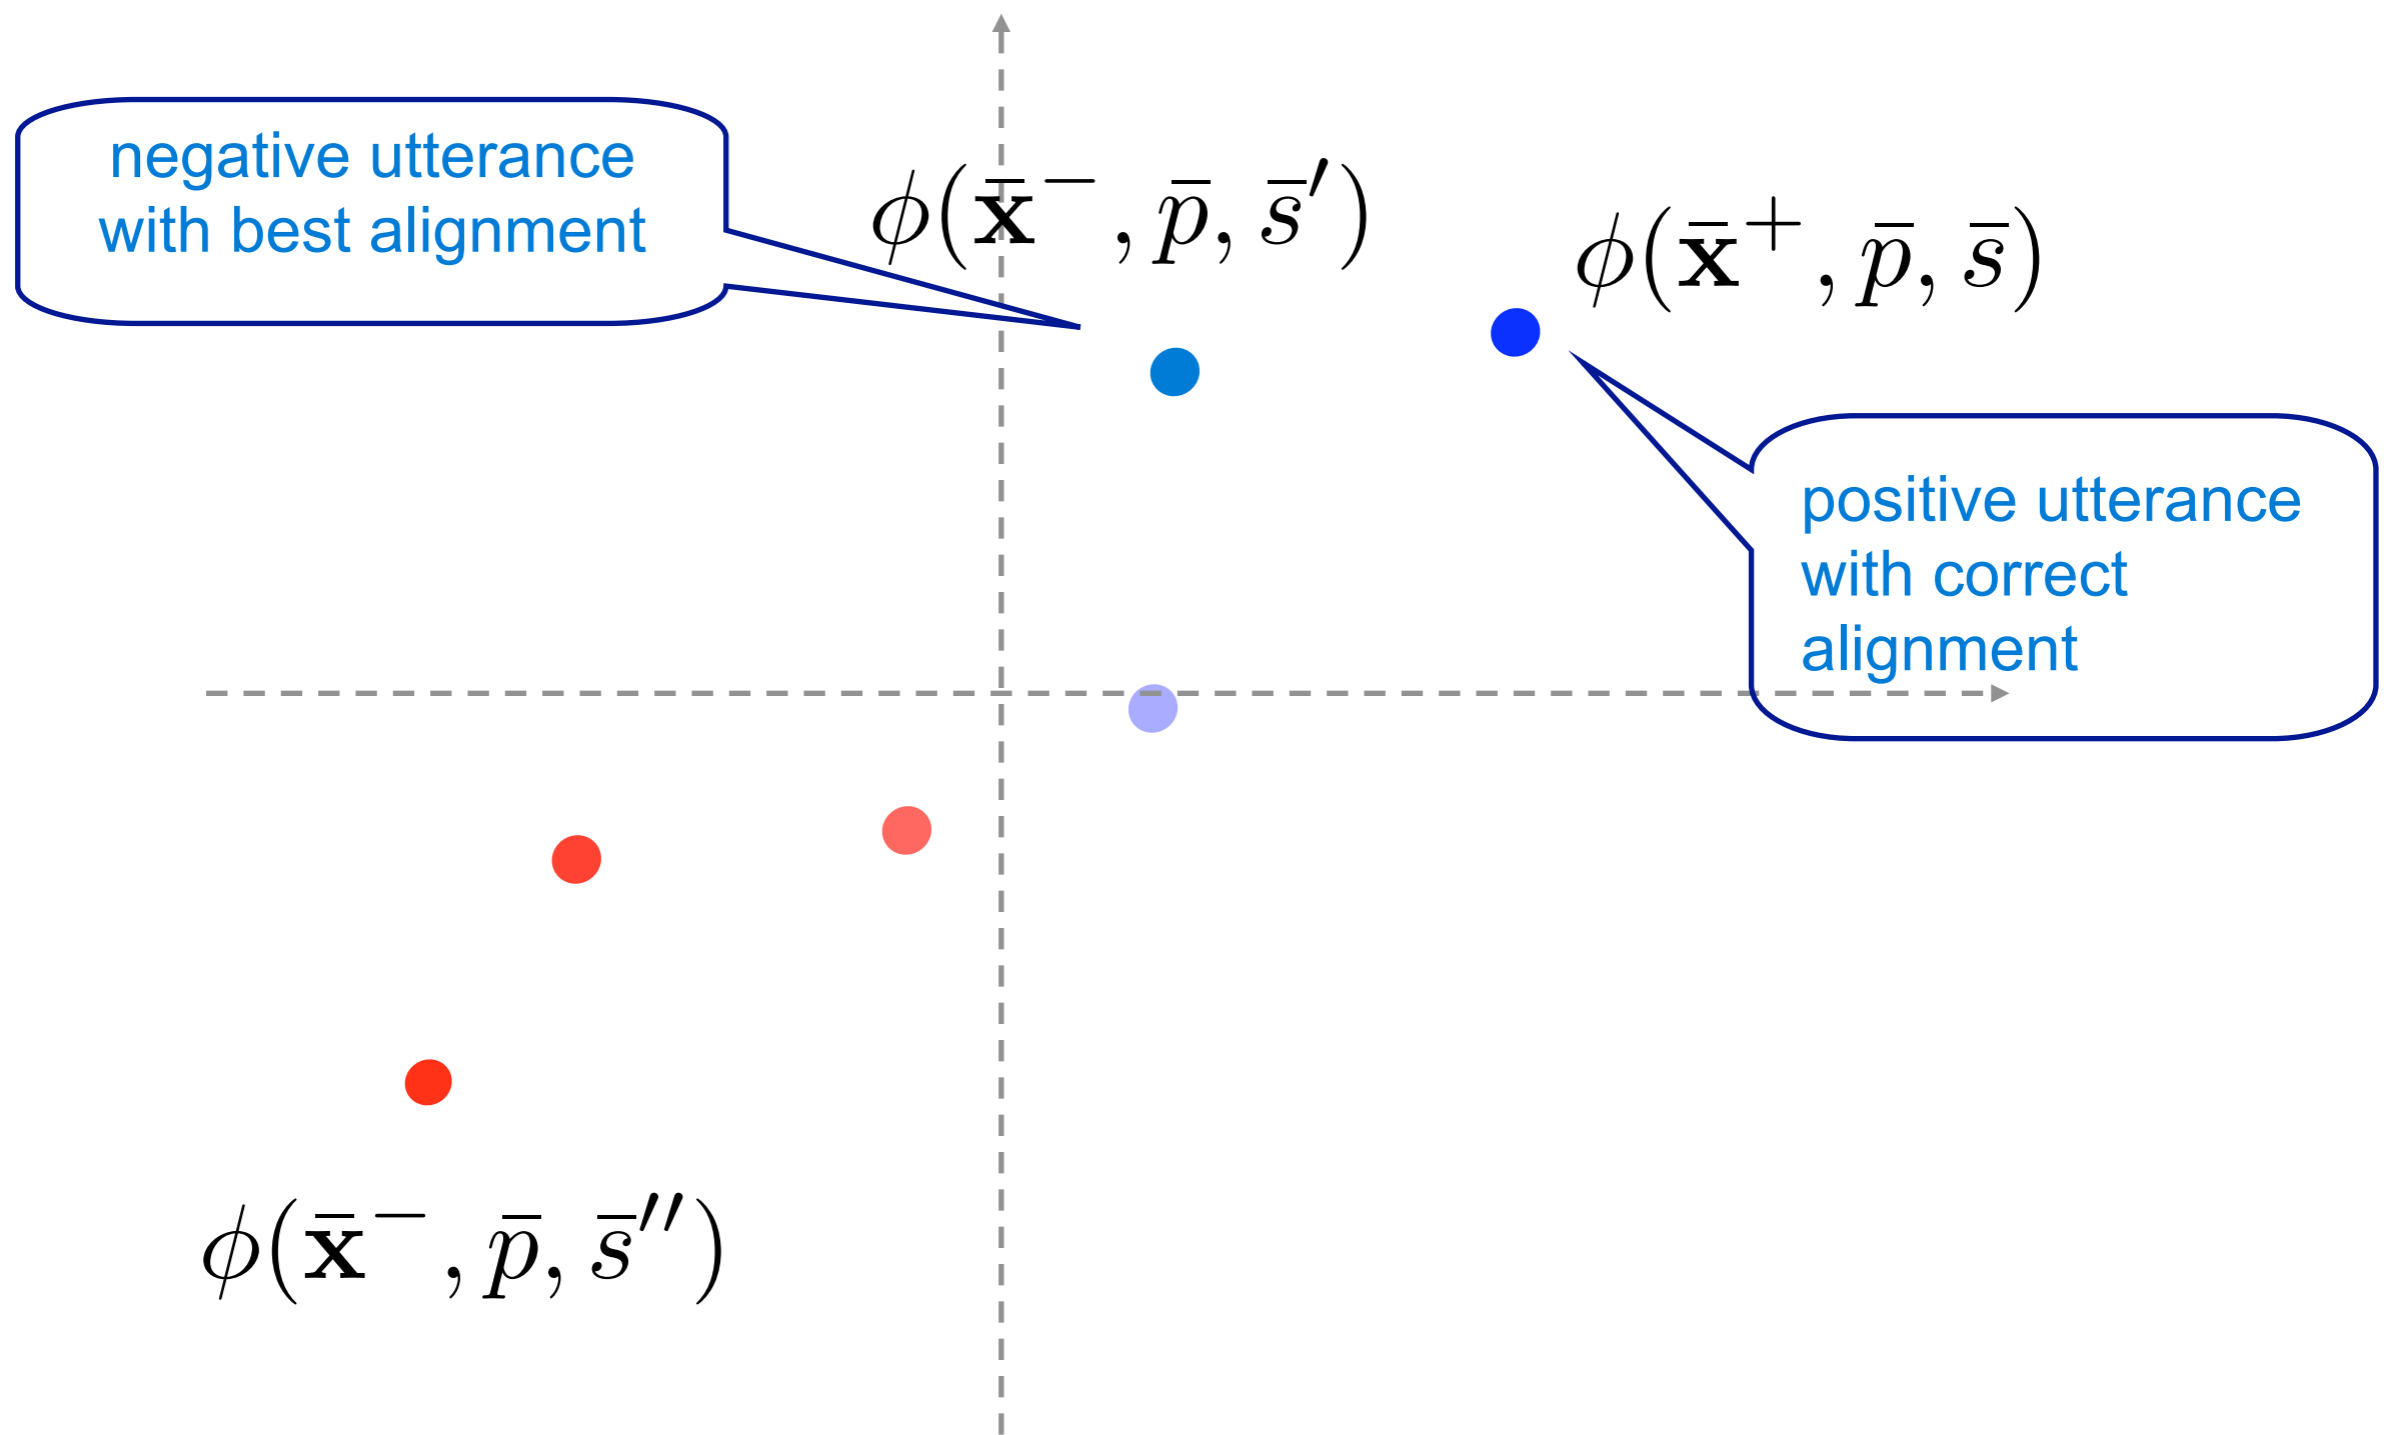 negative utterance
with best alignment
ϕ(x̄⁻, p̄, s̄′)
ϕ(x̄⁺, p̄, s̄)
positive utterance
with correct
alignment
ϕ(x̄⁻, p̄, s̄′′)